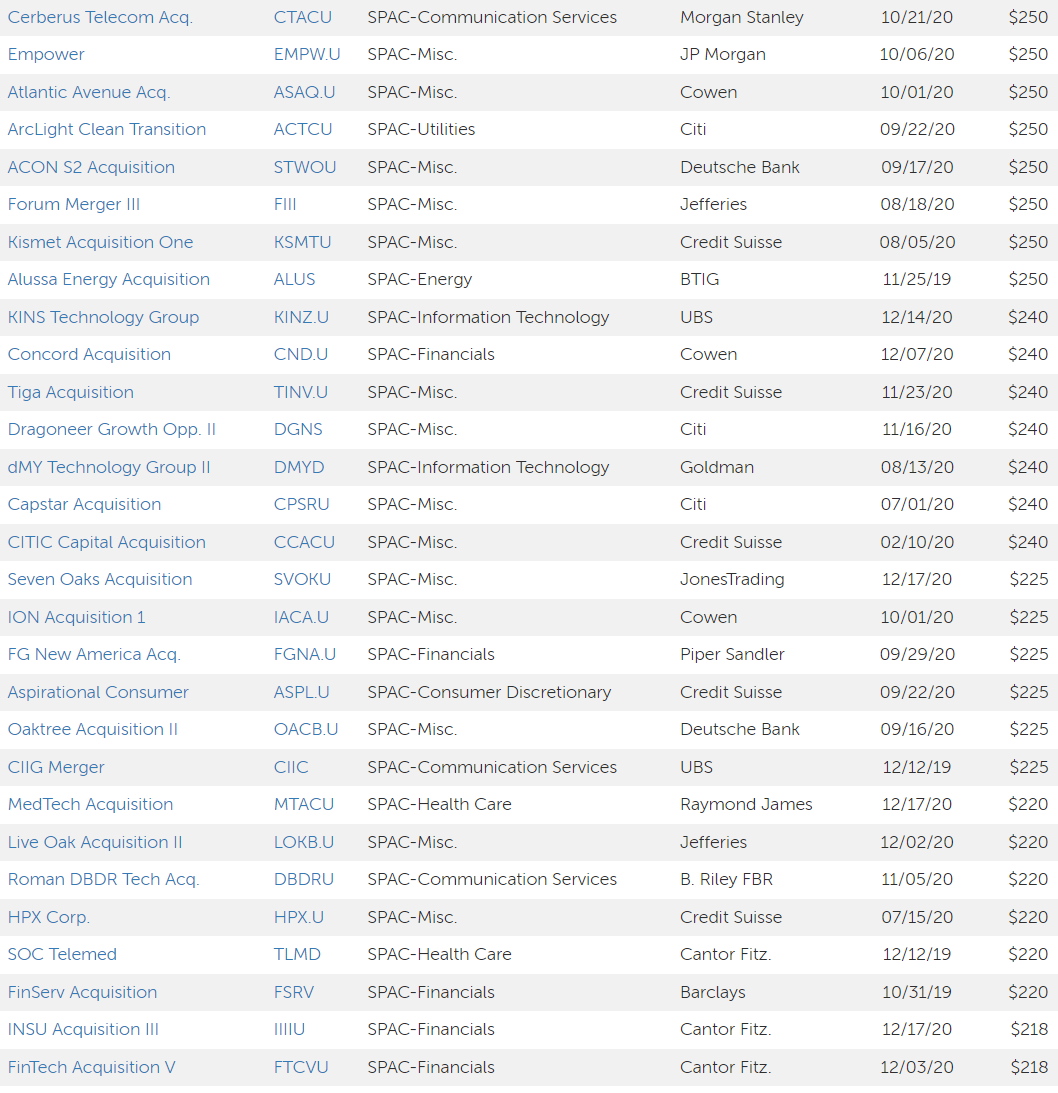 Cerberus Telecom Acq. CTACU SPAC-Communication Services Morgan Stanley 10/21/20 $250
Empower EMPW.U SPAC-Misc. JP Morgan 10/06/20 $250
Atlantic Avenue Acq. ASAQ.U SPAC-Misc. Cowen 10/01/20 $250
ArcLight Clean Transition ACTCU SPAC-Utilities Citi 09/22/20 $250
ACON S2 Acquisition STWOU SPAC-Misc. Deutsche Bank 09/17/20 $250
Forum Merger III FIII SPAC-Misc. Jefferies 08/18/20 $250
Kismet Acquisition One KSMTU SPAC-Misc. Credit Suisse 08/05/20 $250
Alussa Energy Acquisition ALUS SPAC-Energy BTIG 11/25/19 $250
KINS Technology Group KINZ.U SPAC-Information Technology UBS 12/14/20 $240
Concord Acquisition CND.U SPAC-Financials Cowen 12/07/20 $240
Tiga Acquisition TINV.U SPAC-Misc. Credit Suisse 11/23/20 $240
Dragoneer Growth Opp. II DGNS SPAC-Misc. Citi 11/16/20 $240
dMY Technology Group II DMYD SPAC-Information Technology Goldman 08/13/20 $240
Capstar Acquisition CPSRU SPAC-Misc. Citi 07/01/20 $240
CITIC Capital Acquisition CCACU SPAC-Misc. Credit Suisse 02/10/20 $240
Seven Oaks Acquisition SVOKU SPAC-Misc. JonesTrading 12/17/20 $225
ION Acquisition 1 IACA.U SPAC-Misc. Cowen 10/01/20 $225
FG New America Acq. FGNA.U SPAC-Financials Piper Sandler 09/29/20 $225
Aspirational Consumer ASPL.U SPAC-Consumer Discretionary Credit Suisse 09/22/20 $225
Oaktree Acquisition II OACB.U SPAC-Misc. Deutsche Bank 09/16/20 $225
CIIG Merger CIIC SPAC-Communication Services UBS 12/12/19 $225
MedTech Acquisition MTACU SPAC-Health Care Raymond James 12/17/20 $220
Live Oak Acquisition II LOKB.U SPAC-Misc. Jefferies 12/02/20 $220
Roman DBDR Tech Acq. DBDRU SPAC-Communication Services B. Riley FBR 11/05/20 $220
HPX Corp. HPX.U SPAC-Misc. Credit Suisse 07/15/20 $220
SOC Telemed TLMD SPAC-Health Care Cantor Fitz. 12/12/19 $220
FinServ Acquisition FSRV SPAC-Financials Barclays 10/31/19 $220
INSU Acquisition III IIIIU SPAC-Financials Cantor Fitz. 12/17/20 $218
FinTech Acquisition V FTCVU SPAC-Financials Cantor Fitz. 12/03/20 $218